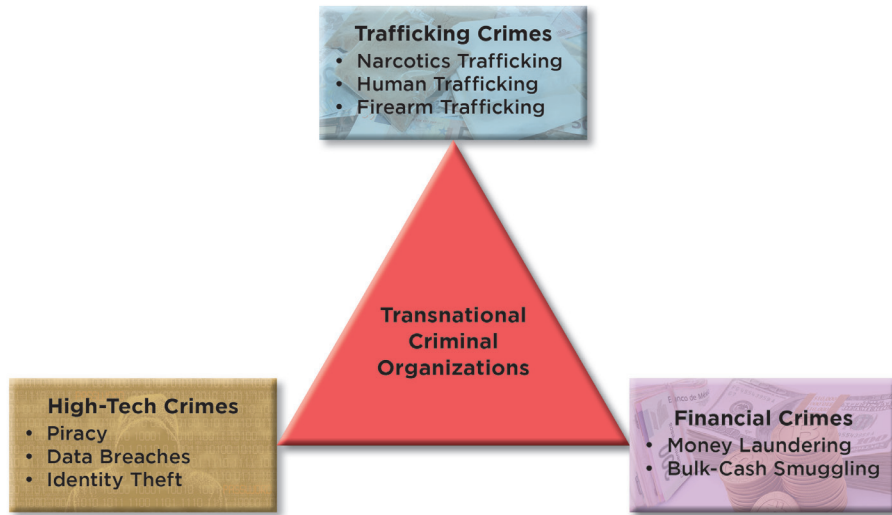 Trafficking Crimes
• Narcotics Trafficking
• Human Trafficking
• Firearm Trafficking
Transnational
Criminal
Organizations
High-Tech Crimes
• Piracy
• Data Breaches
• Identity Theft
Financial Crimes
• Money Laundering
• Bulk-Cash Smuggling